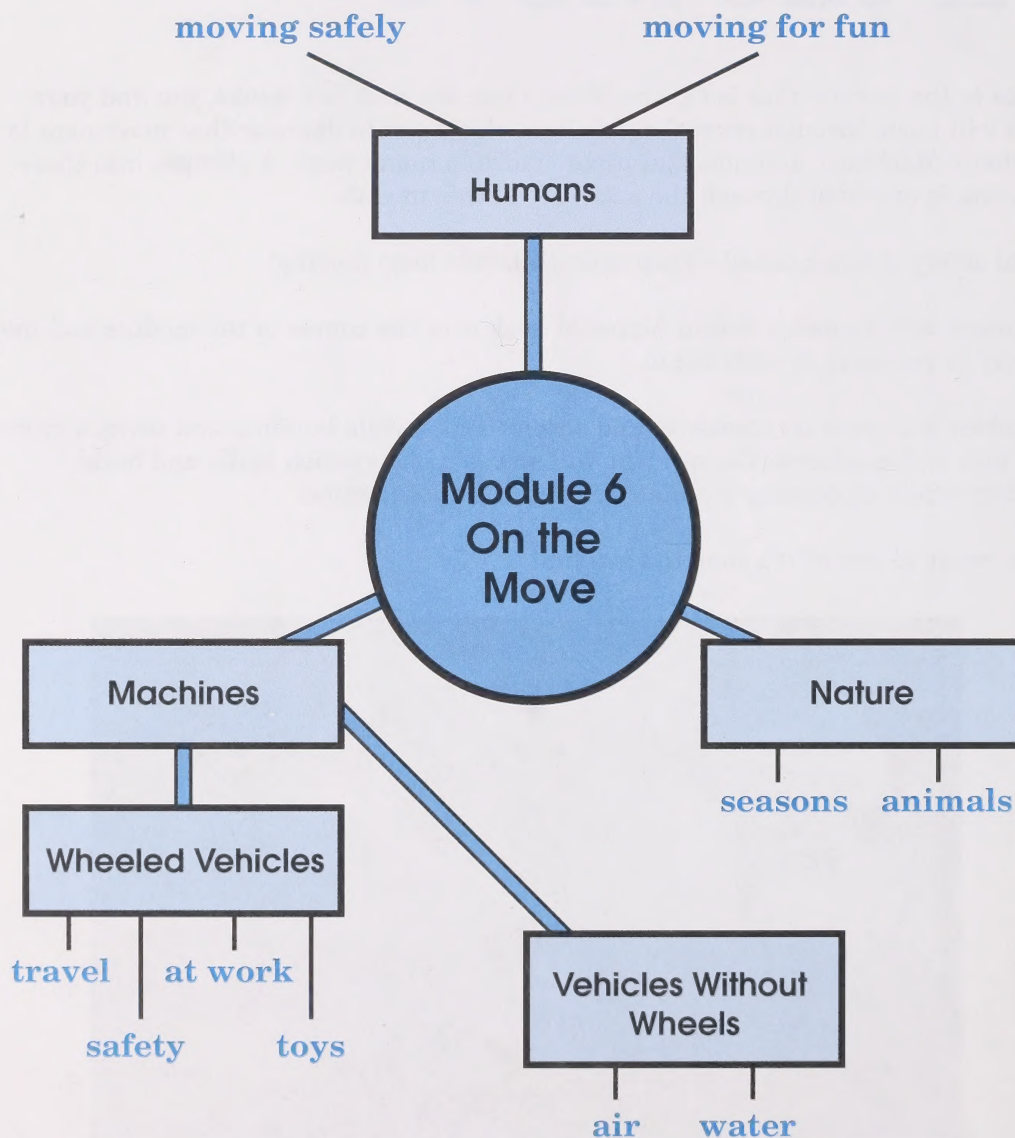 moving safely
moving for fun
Humans
Module 6
On the
Move
Machines
Nature
seasons
animals
Wheeled Vehicles
travel
at work
safety
toys
Vehicles Without
Wheels
air
water